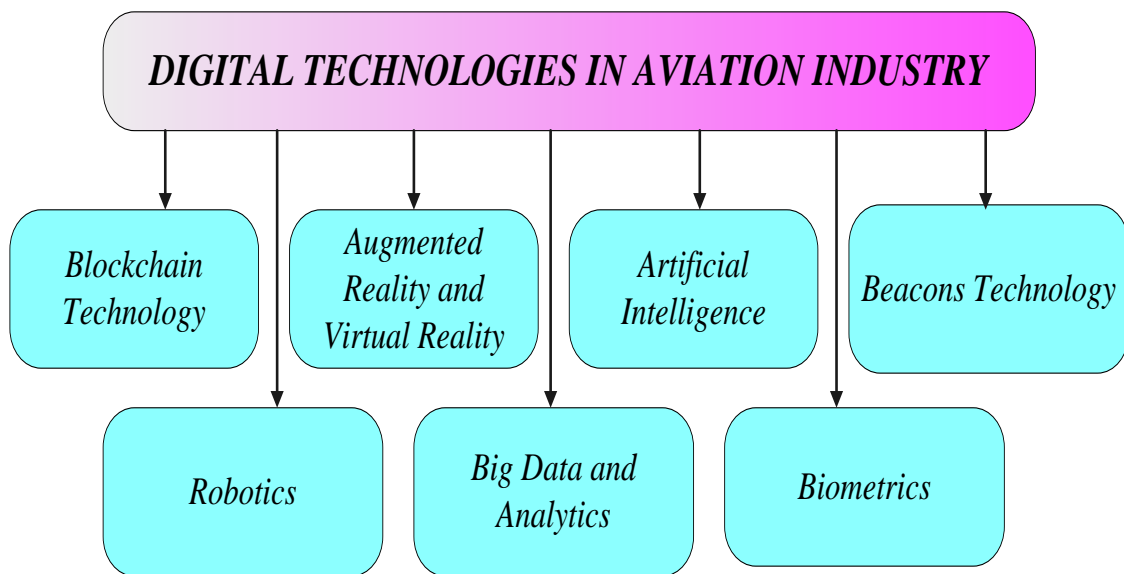 DIGITAL TECHNOLOGIES IN AVIATION INDUSTRY
Blockchain
Technology
Augmented
Reality and
Virtual Reality
Artificial
Intelligence
Beacons Technology
Robotics
Big Data and
Analytics
Biometrics